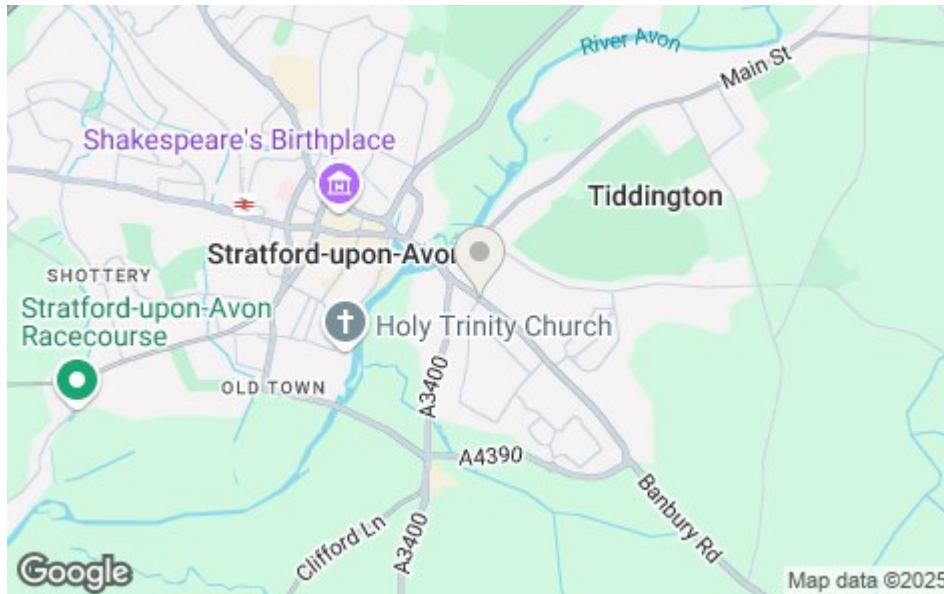 River Avon
Main St
Shakespeare's Birthplace
Tiddington
Stratford-upon-Avon
SHOTTERY
Stratford-upon-Avon
Racecourse
Holy Trinity Church
OLD TOWN
A3400
A4390
Banbury Rd
Clifford Ln
A3400
Google
Map data ©2025